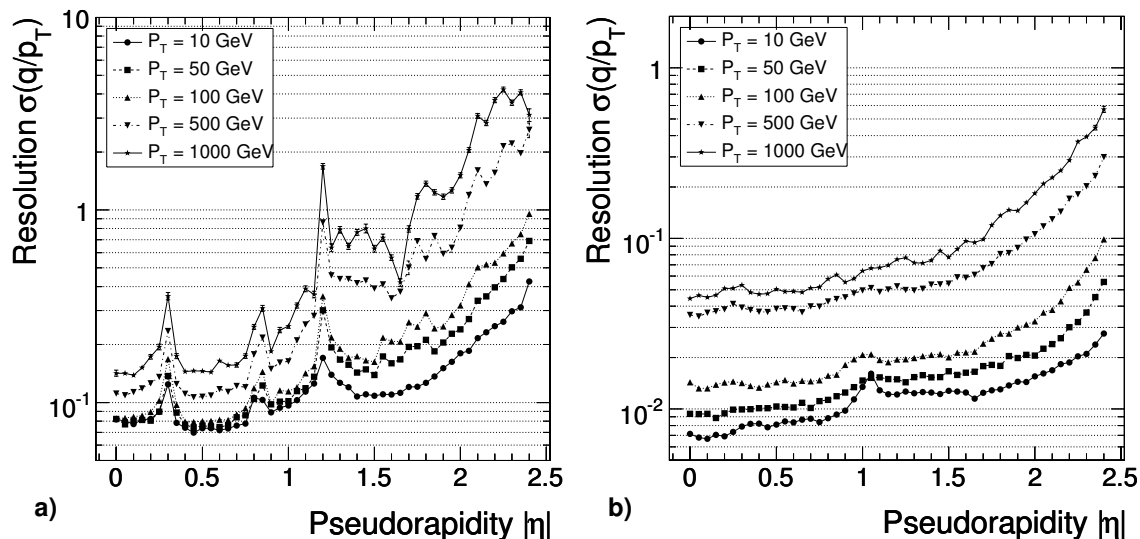 Resolution σ(q/p_T)
10
1
10^-1
P_T = 10 GeV
P_T = 50 GeV
P_T = 100 GeV
P_T = 500 GeV
P_T = 1000 GeV
0 0.5 1 1.5 2 2.5
a)
Pseudorapidity |η|
Resolution σ(q/p_T)
1
10^-1
10^-2
P_T = 10 GeV
P_T = 50 GeV
P_T = 100 GeV
P_T = 500 GeV
P_T = 1000 GeV
0 0.5 1 1.5 2 2.5
b)
Pseudorapidity |η|